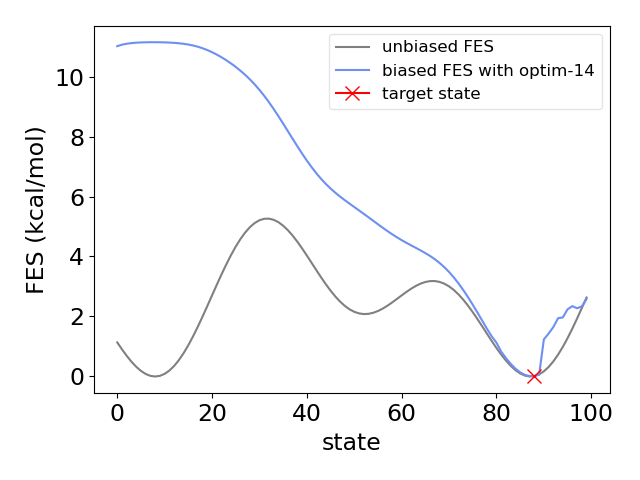 unbiased FES
biased FES with optim-14
target state
FES (kcal/mol)
10
8
6
4
2
0
0 20 40 60 80 100
state